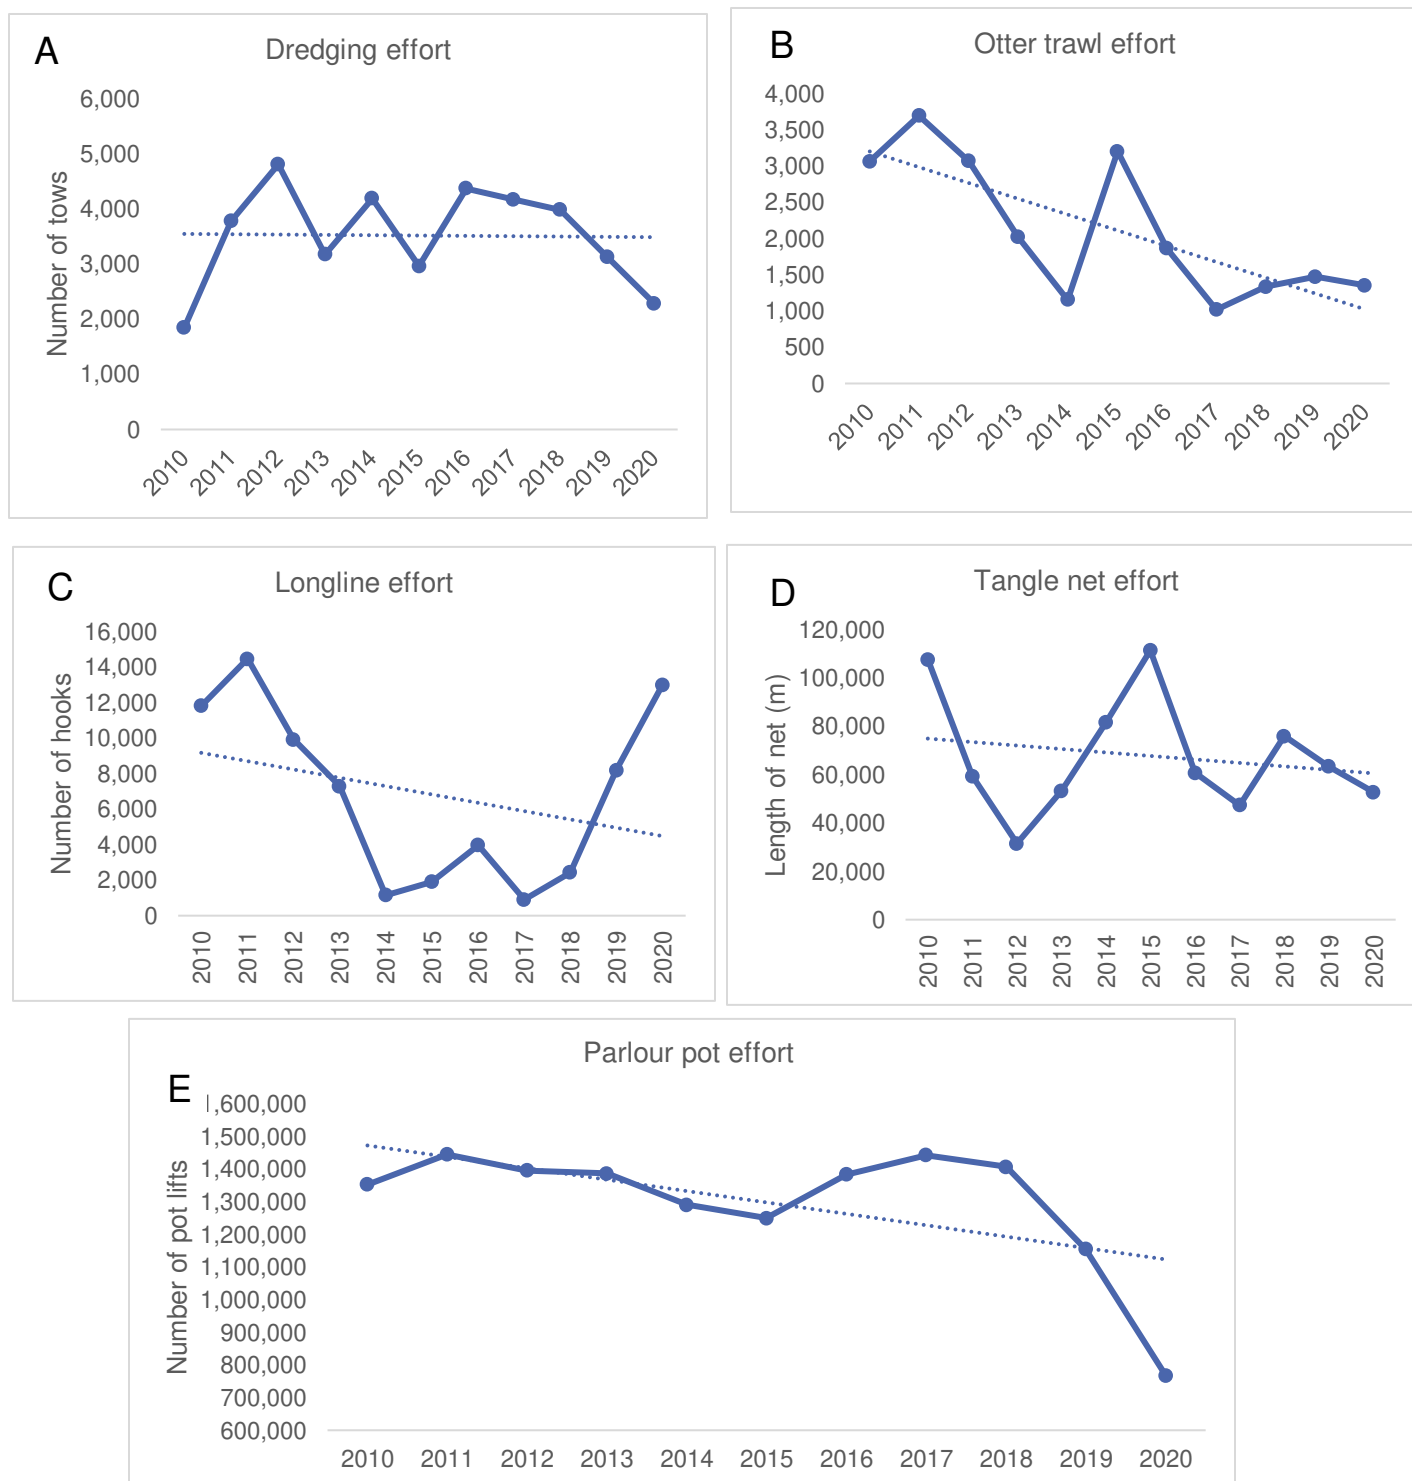 A
Dredging effort
Number of tows
6,000
5,000
4,000
3,000
2,000
1,000
0
2010 2011 2012 2013 2014 2015 2016 2017 2018 2019 2020
B
Otter trawl effort
4,000
3,500
3,000
2,500
2,000
1,500
1,000
500
0
2010 2011 2012 2013 2014 2015 2016 2017 2018 2019 2020
C
Longline effort
Number of hooks
16,000
14,000
12,000
10,000
8,000
6,000
4,000
2,000
0
2010 2011 2012 2013 2014 2015 2016 2017 2018 2019 2020
D
Tangle net effort
Length of net (m)
120,000
100,000
80,000
60,000
40,000
20,000
0
2010 2011 2012 2013 2014 2015 2016 2017 2018 2019 2020
E
Parlour pot effort
Number of pot lifts
1,600,000
1,500,000
1,400,000
1,300,000
1,200,000
1,100,000
1,000,000
900,000
800,000
700,000
600,000
2010 2011 2012 2013 2014 2015 2016 2017 2018 2019 2020